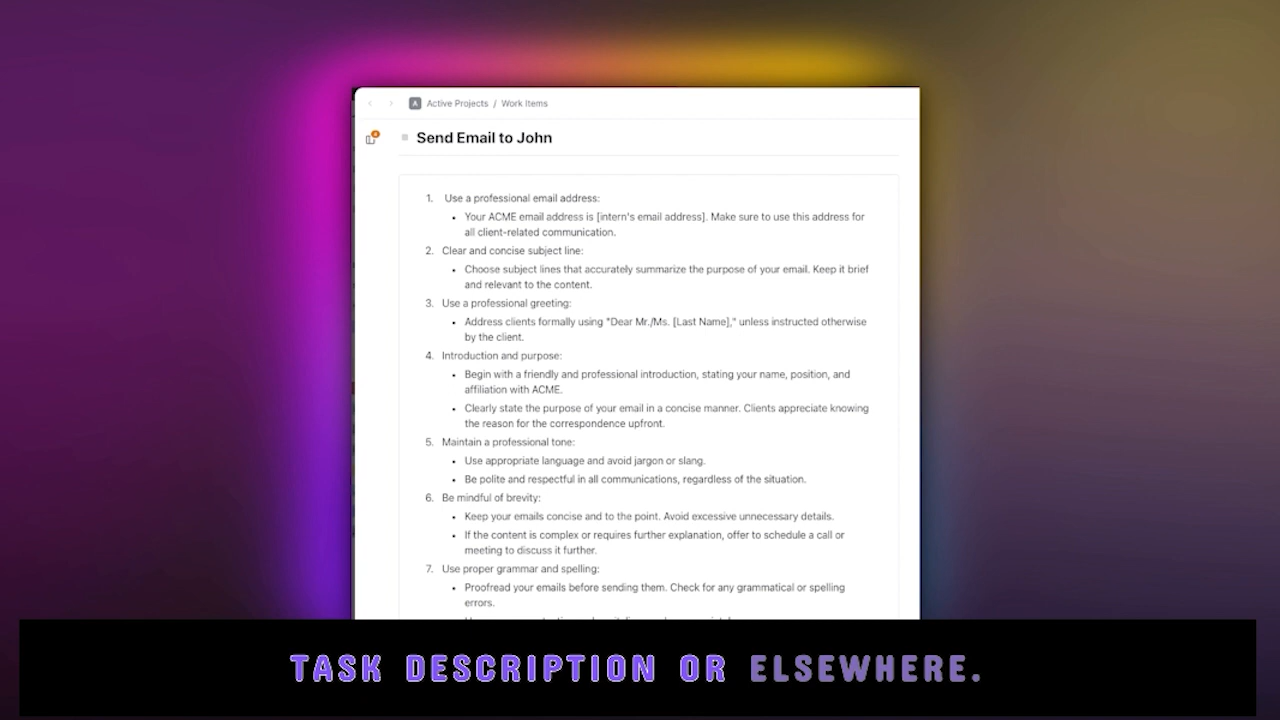 A Active Projects / Work Items
Send Email to John
1. Use a professional email address:
• Your ACME email address is [intern's email address]. Make sure to use this address for
all client-related communication.
2. Clear and concise subject line:
• Choose subject lines that accurately summarize the purpose of your email. Keep it brief
and relevant to the content.
3. Use a professional greeting:
• Address clients formally using "Dear Mr./Ms. [Last Name]," unless instructed otherwise
by the client.
4. Introduction and purpose:
• Begin with a friendly and professional introduction, stating your name, position, and
affiliation with ACME.
• Clearly state the purpose of your email in a concise manner. Clients appreciate knowing
the reason for the correspondence upfront.
5. Maintain a professional tone:
• Use appropriate language and avoid jargon or slang.
• Be polite and respectful in all communications, regardless of the situation.
6. Be mindful of brevity:
• Keep your emails concise and to the point. Avoid excessive unnecessary details.
• If the content is complex or requires further explanation, offer to schedule a call or
meeting to discuss it further.
7. Use proper grammar and spelling:
• Proofread your emails before sending them. Check for any grammatical or spelling
errors.
TASK DESCRIPTION OR ELSEWHERE.